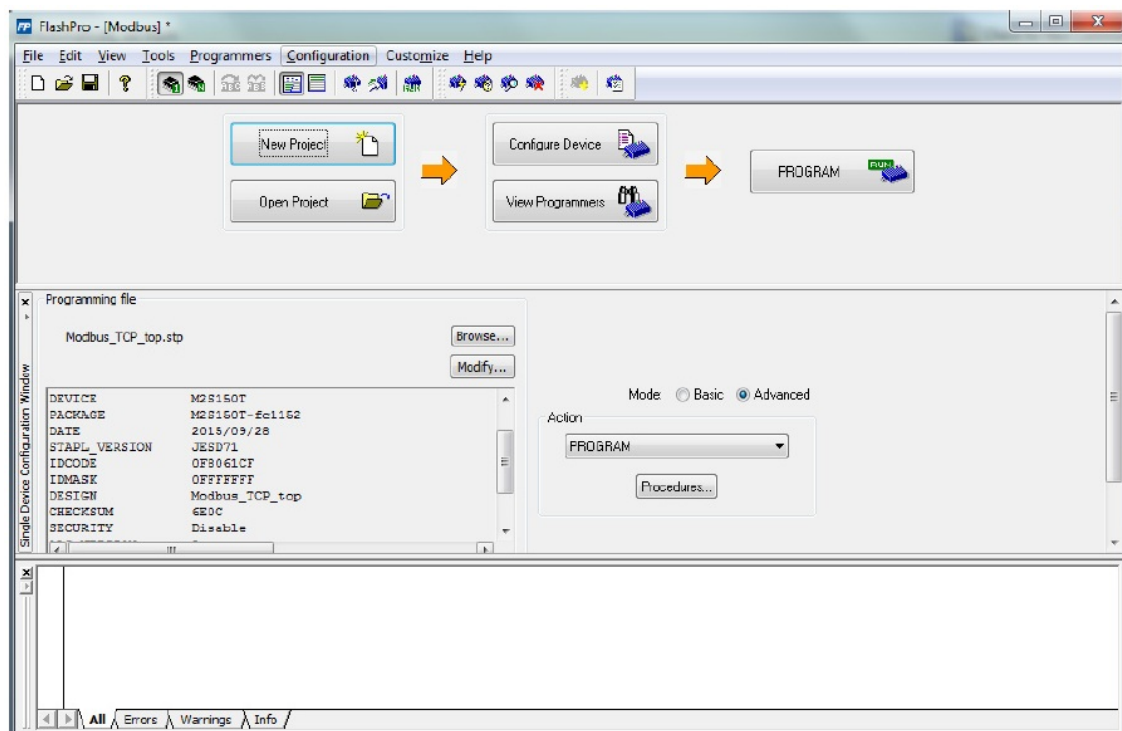 FlashPro - [Modbus] *
File Edit View Tools Programmers Configuration Customize Help
New Project
Open Project
Configure Device
View Programmers
PROGRAM
Single Device Configuration Window
Programming file
Modbus_TCP_top.stp
Browse...
Modify...
DEVICE M2S150T
PACKAGE M2S150T-fc1152
DATE 2015/09/28
STAPL_VERSION JESD71
IDCODE 0F8061CF
IDMASK 0FFFFFFF
DESIGN Modbus_TCP_top
CHECKSUM 6E0C
SECURITY Disable
Mode: Basic Advanced
Action
PROGRAM
Procedures...
All Errors Warnings Info